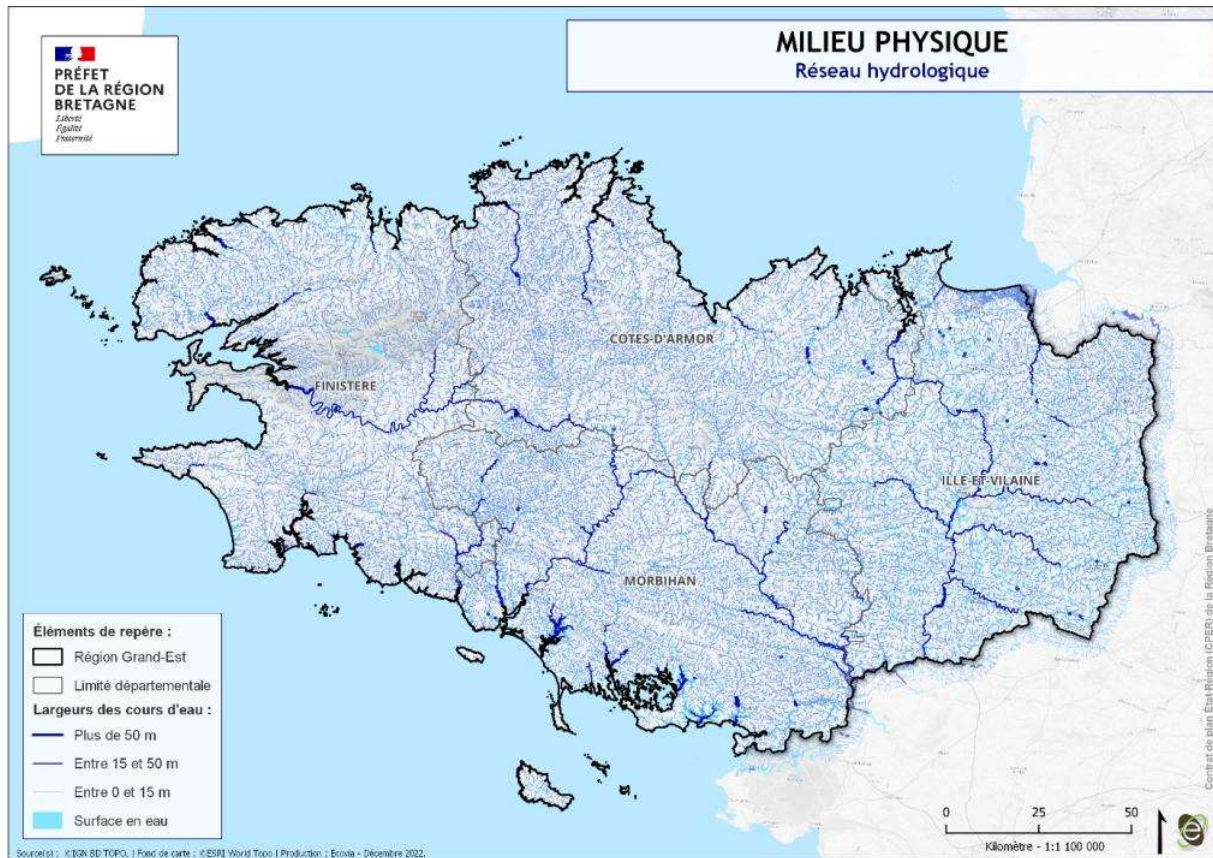 MILIEU PHYSIQUE
Réseau hydrologique
PRÉFET
DE LA RÉGION
BRETAGNE
Liberté
Égalité
Fraternité
COTES-D'ARMOR
FINISTERE
ILLE-ET-VILAINE
MORBIHAN
Éléments de repère :
Région Grand-Est
Limité départementale
Largeurs des cours d'eau :
Plus de 50 m
Entre 15 et 50 m
Entre 0 et 15 m
Surface en eau
0 25 50
Kilomètre - 1:1 100 000
Contrat de plan État-Région (CPER) de la Région Bretagne
Source(s) : ©IGN BD TOPO, | Fond de carte : ©ESRI World Topo | Production : Ecovia - Décembre 2022.